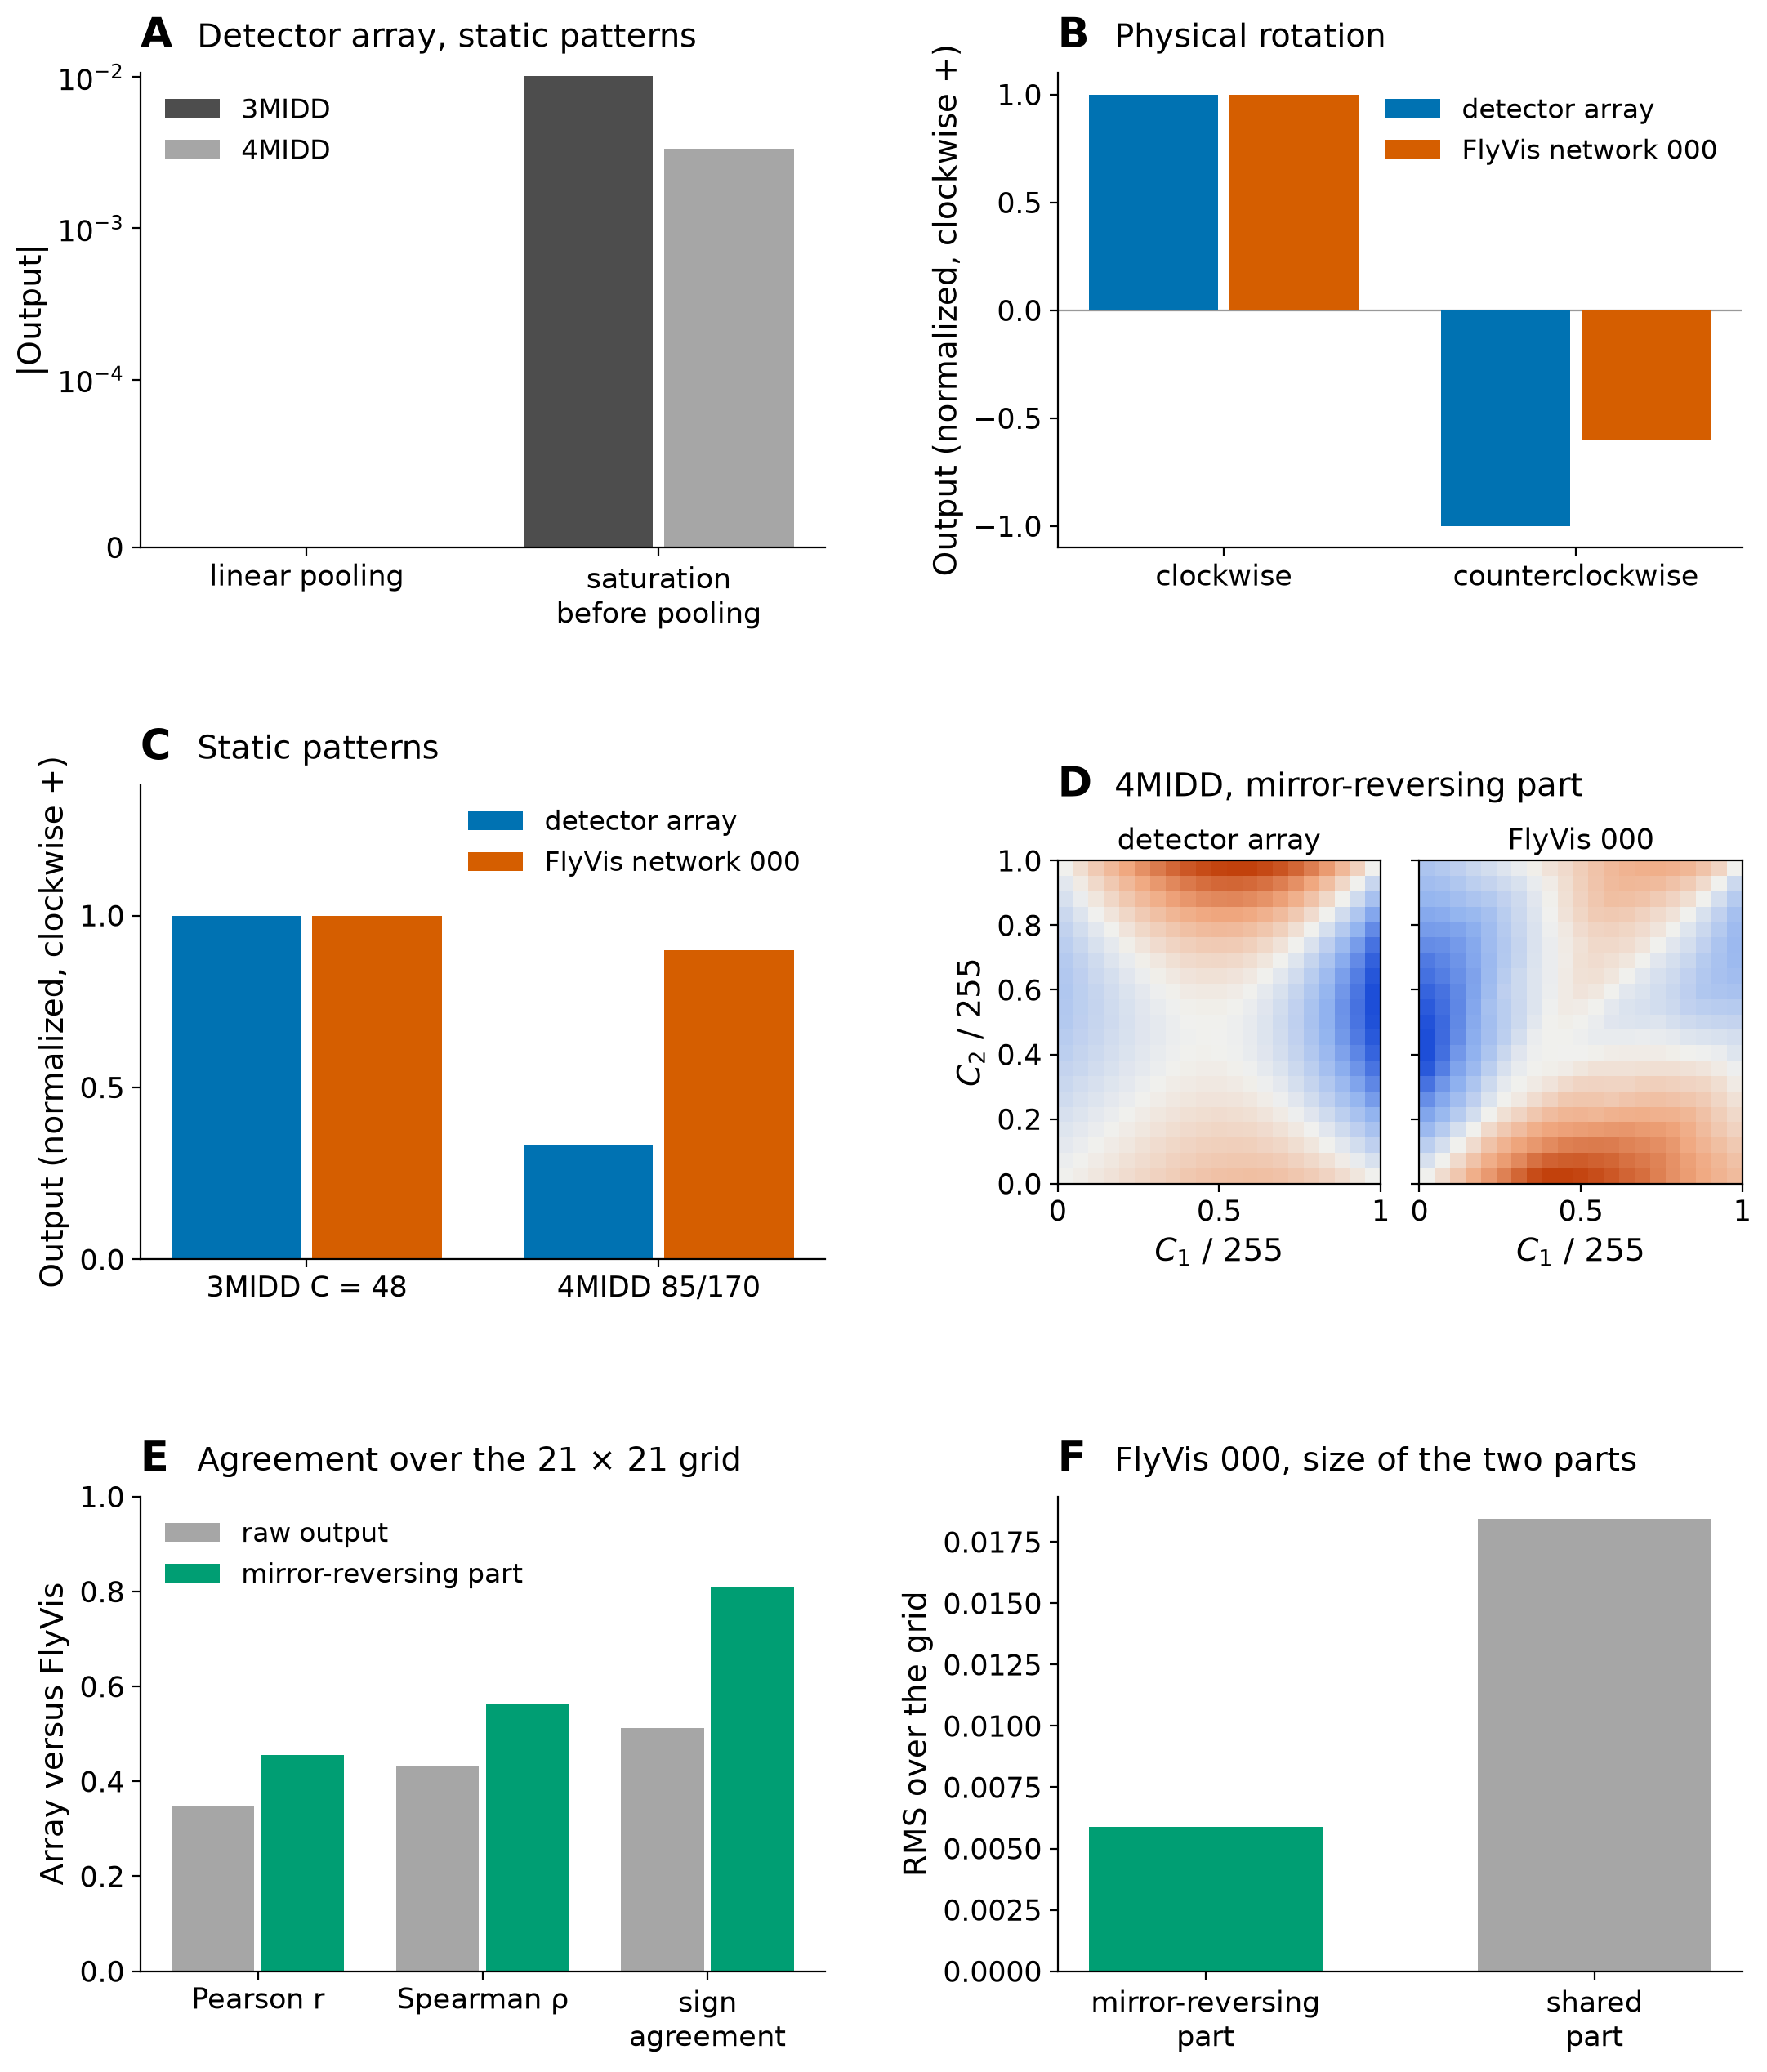 A Detector array, static patterns
|Output|
10⁻²
10⁻³
10⁻⁴
0
3MIDD
4MIDD
linear pooling
saturation
before pooling
B Physical rotation
Output (normalized, clockwise +)
1.0
0.5
0.0
−0.5
−1.0
detector array
FlyVis network 000
clockwise
counterclockwise
C Static patterns
Output (normalized, clockwise +)
1.0
0.5
0.0
detector array
FlyVis network 000
3MIDD C = 48
4MIDD 85/170
D 4MIDD, mirror-reversing part
detector array
FlyVis 000
C₂ / 255
1.0
0.8
0.6
0.4
0.2
0.0
0 0.5 1
0 0.5 1
C₁ / 255
C₁ / 255
E Agreement over the 21 × 21 grid
Array versus FlyVis
1.0
0.8
0.6
0.4
0.2
0.0
raw output
mirror-reversing part
Pearson r
Spearman ρ
sign
agreement
F FlyVis 000, size of the two parts
RMS over the grid
0.0175
0.0150
0.0125
0.0100
0.0075
0.0050
0.0025
0.0000
mirror-reversing
part
shared
part